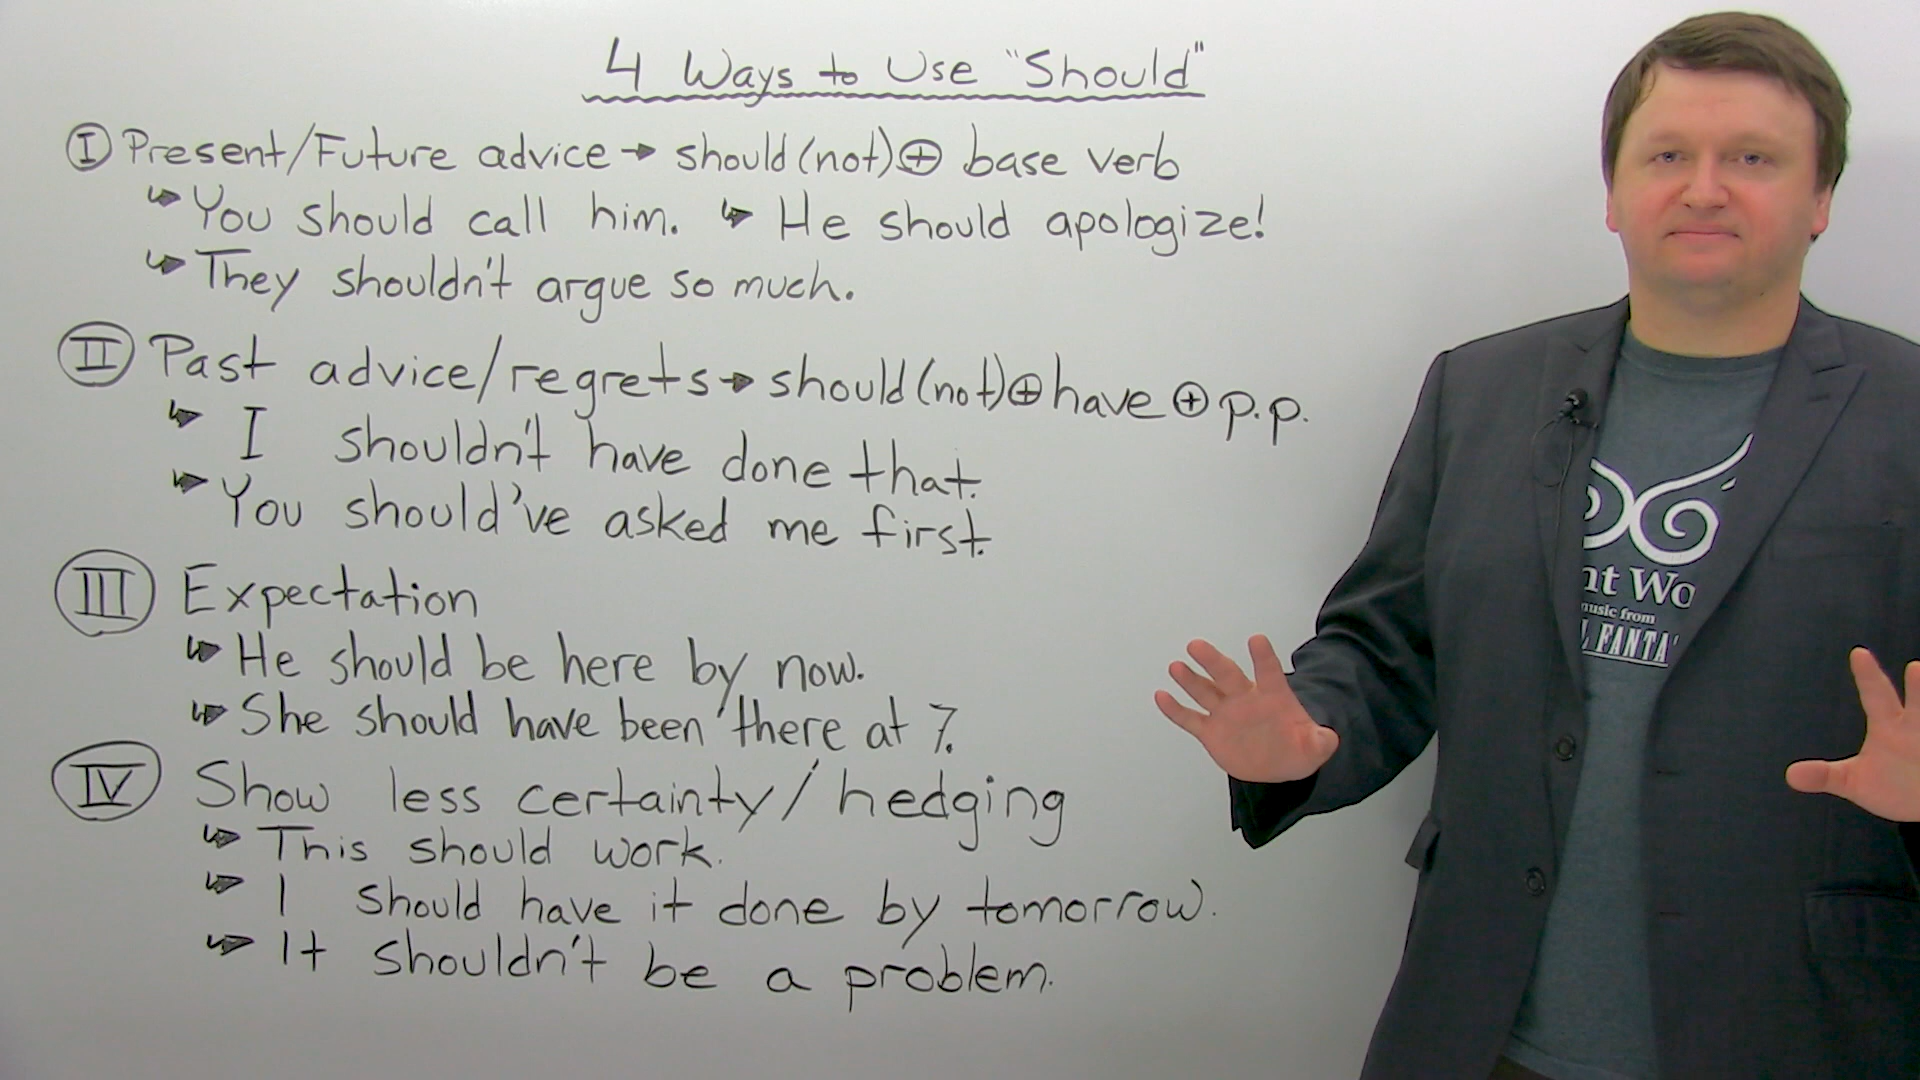 4 Ways to Use "Should"
I Present/Future advice → should (not) + base verb
↳ You should call him. ↳ He should apologize!
↳ They shouldn't argue so much.
II Past advice/regrets → should (not) + have + p.p.
↳ I shouldn't have done that.
↳ You should've asked me first.
III Expectation
↳ He should be here by now.
↳ She should have been there at 7.
IV Show less certainty/hedging
↳ This should work.
↳ I should have it done by tomorrow.
↳ It shouldn't be a problem.
music from